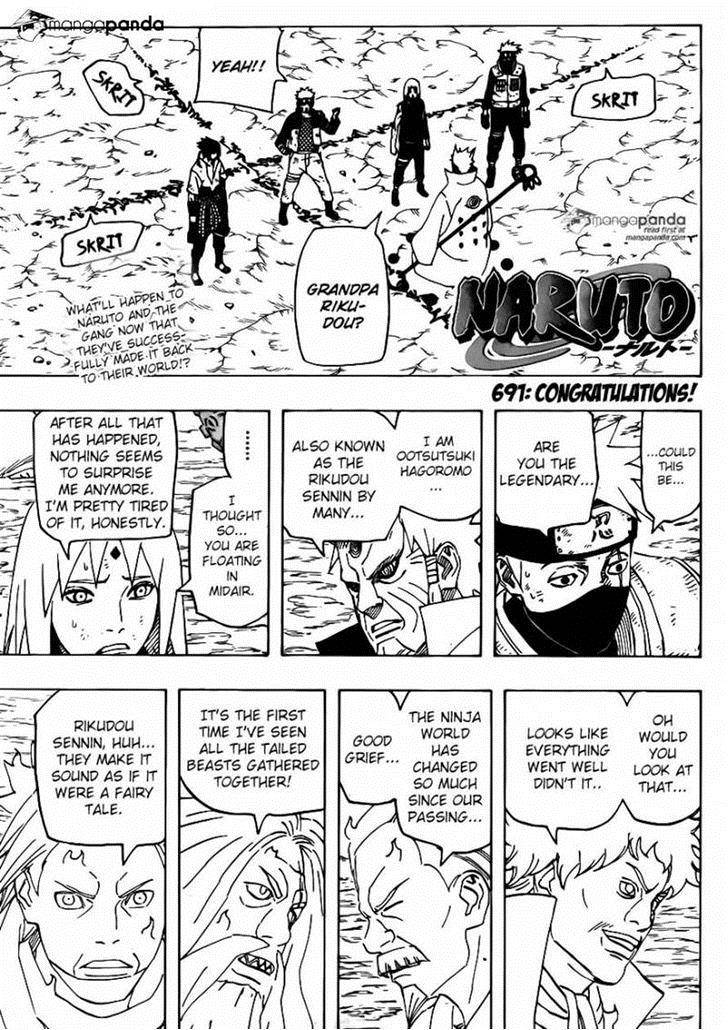 mangapanda
YEAH!!
SKRIT
SKRIT
SKRIT
mangapanda
read first at
mangapanda.com
GRANDPA
RIKU-
DOU?
NARUTO
-ナルト-
WHAT'LL HAPPEN TO
NARUTO AND THE
GANG NOW THAT
THEY'VE SUCCESS-
FULLY MADE IT BACK
TO THEIR WORLD!?
691: CONGRATULATIONS!
...COULD
THIS
BE...
ARE
YOU THE
LEGENDARY...
忍
I AM
OOTSUTSUKI
HAGOROMO
...
ALSO KNOWN
AS THE
RIKUDOU
SENNIN BY
MANY...
........
I
THOUGHT
SO...
YOU ARE
FLOATING
IN
MIDAIR.
AFTER ALL THAT
HAS HAPPENED,
NOTHING SEEMS
TO SURPRISE
ME ANYMORE.
I'M PRETTY TIRED
OF IT, HONESTLY.
OH
WOULD
YOU
LOOK AT
THAT...
LOOKS LIKE
EVERYTHING
WENT WELL
DIDN'T IT..
THE NINJA
WORLD
HAS
CHANGED
SO MUCH
SINCE OUR
PASSING...
GOOD
GRIEF...
IT'S THE FIRST
TIME I'VE SEEN
ALL THE TAILED
BEASTS GATHERED
TOGETHER!
RIKUDOU
SENNIN, HUH...
THEY MAKE IT
SOUND AS IF IT
WERE A FAIRY
TALE.